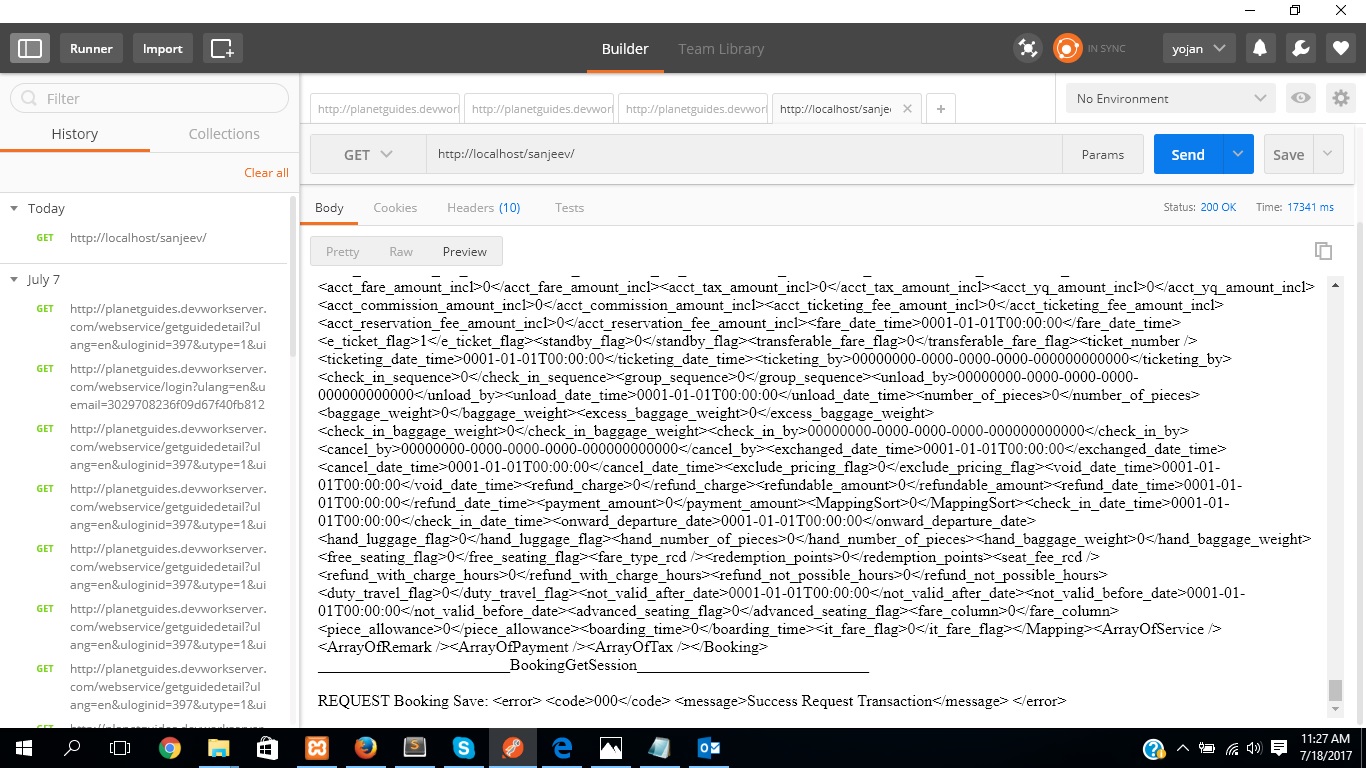 Runner
Import
Builder
Team Library
IN SYNC
yojan
Filter
History
Collections
Clear all
Today
GET http://localhost/sanjeev/
July 7
GET http://planetguides.devworkserver.
com/webservice/getguidedetail?ul
ang=en&uloginid=397&utype=1&ui
GET http://planetguides.devworkserver.
com/webservice/login?ulang=en&u
email=3029708236f09d67f40fb812
GET http://planetguides.devworkserver.
com/webservice/getguidedetail?ul
ang=en&uloginid=397&utype=1&ui
GET http://planetguides.devworkserver.
com/webservice/getguidedetail?ul
ang=en&uloginid=397&utype=1&ui
GET http://planetguides.devworkserver.
com/webservice/getguidedetail?ul
ang=en&uloginid=397&utype=1&ui
GET http://planetguides.devworkserver.
com/webservice/getguidedetail?ul
ang=en&uloginid=397&utype=1&ui
GET http://planetguides.devworkserver.
com/webservice/getguidedetail?ul
ang=en&uloginid=397&utype=1&ui
http://planetguides.devworl
http://planetguides.devworl
http://planetguides.devworl
http://localhost/sanjee
+
No Environment
GET
http://localhost/sanjeev/
Params
Send
Save
Body
Cookies
Headers (10)
Tests
Status: 200 OK
Time: 17341 ms
Pretty
Raw
Preview
<acct_fare_amount_incl>0</acct_fare_amount_incl><acct_tax_amount_incl>0</acct_tax_amount_incl><acct_yq_amount_incl>0</acct_yq_amount_incl>
<acct_commission_amount_incl>0</acct_commission_amount_incl><acct_ticketing_fee_amount_incl>0</acct_ticketing_fee_amount_incl>
<acct_reservation_fee_amount_incl>0</acct_reservation_fee_amount_incl><fare_date_time>0001-01-01T00:00:00</fare_date_time>
<e_ticket_flag>1</e_ticket_flag><standby_flag>0</standby_flag><transferable_fare_flag>0</transferable_fare_flag><ticket_number />
<ticketing_date_time>0001-01-01T00:00:00</ticketing_date_time><ticketing_by>00000000-0000-0000-0000-000000000000</ticketing_by>
<check_in_sequence>0</check_in_sequence><group_sequence>0</group_sequence><unload_by>00000000-0000-0000-0000-
000000000000</unload_by><unload_date_time>0001-01-01T00:00:00</unload_date_time><number_of_pieces>0</number_of_pieces>
<baggage_weight>0</baggage_weight><excess_baggage_weight>0</excess_baggage_weight>
<check_in_baggage_weight>0</check_in_baggage_weight><check_in_by>00000000-0000-0000-0000-000000000000</check_in_by>
<cancel_by>00000000-0000-0000-0000-000000000000</cancel_by><exchanged_date_time>0001-01-01T00:00:00</exchanged_date_time>
<cancel_date_time>0001-01-01T00:00:00</cancel_date_time><exclude_pricing_flag>0</exclude_pricing_flag><void_date_time>0001-01-
01T00:00:00</void_date_time><refund_charge>0</refund_charge><refundable_amount>0</refundable_amount><refund_date_time>0001-01-
01T00:00:00</refund_date_time><payment_amount>0</payment_amount><MappingSort>0</MappingSort><check_in_date_time>0001-01-
01T00:00:00</check_in_date_time><onward_departure_date>0001-01-01T00:00:00</onward_departure_date>
<hand_luggage_flag>0</hand_luggage_flag><hand_number_of_pieces>0</hand_number_of_pieces><hand_baggage_weight>0</hand_baggage_weight>
<free_seating_flag>0</free_seating_flag><fare_type_rcd /><redemption_points>0</redemption_points><seat_fee_rcd />
<refund_with_charge_hours>0</refund_with_charge_hours><refund_not_possible_hours>0</refund_not_possible_hours>
<duty_travel_flag>0</duty_travel_flag><not_valid_after_date>0001-01-01T00:00:00</not_valid_after_date><not_valid_before_date>0001-01-
01T00:00:00</not_valid_before_date><advanced_seating_flag>0</advanced_seating_flag><fare_column>0</fare_column>
<piece_allowance>0</piece_allowance><boarding_time>0</boarding_time><it_fare_flag>0</it_fare_flag></Mapping><ArrayOfService />
<ArrayOfRemark /><ArrayOfPayment /><ArrayOfTax /></Booking>
________________________BookingGetSession_____________________________
REQUEST Booking Save: <error> <code>000</code> <message>Success Request Transaction</message> </error>
11:27 AM
7/18/2017